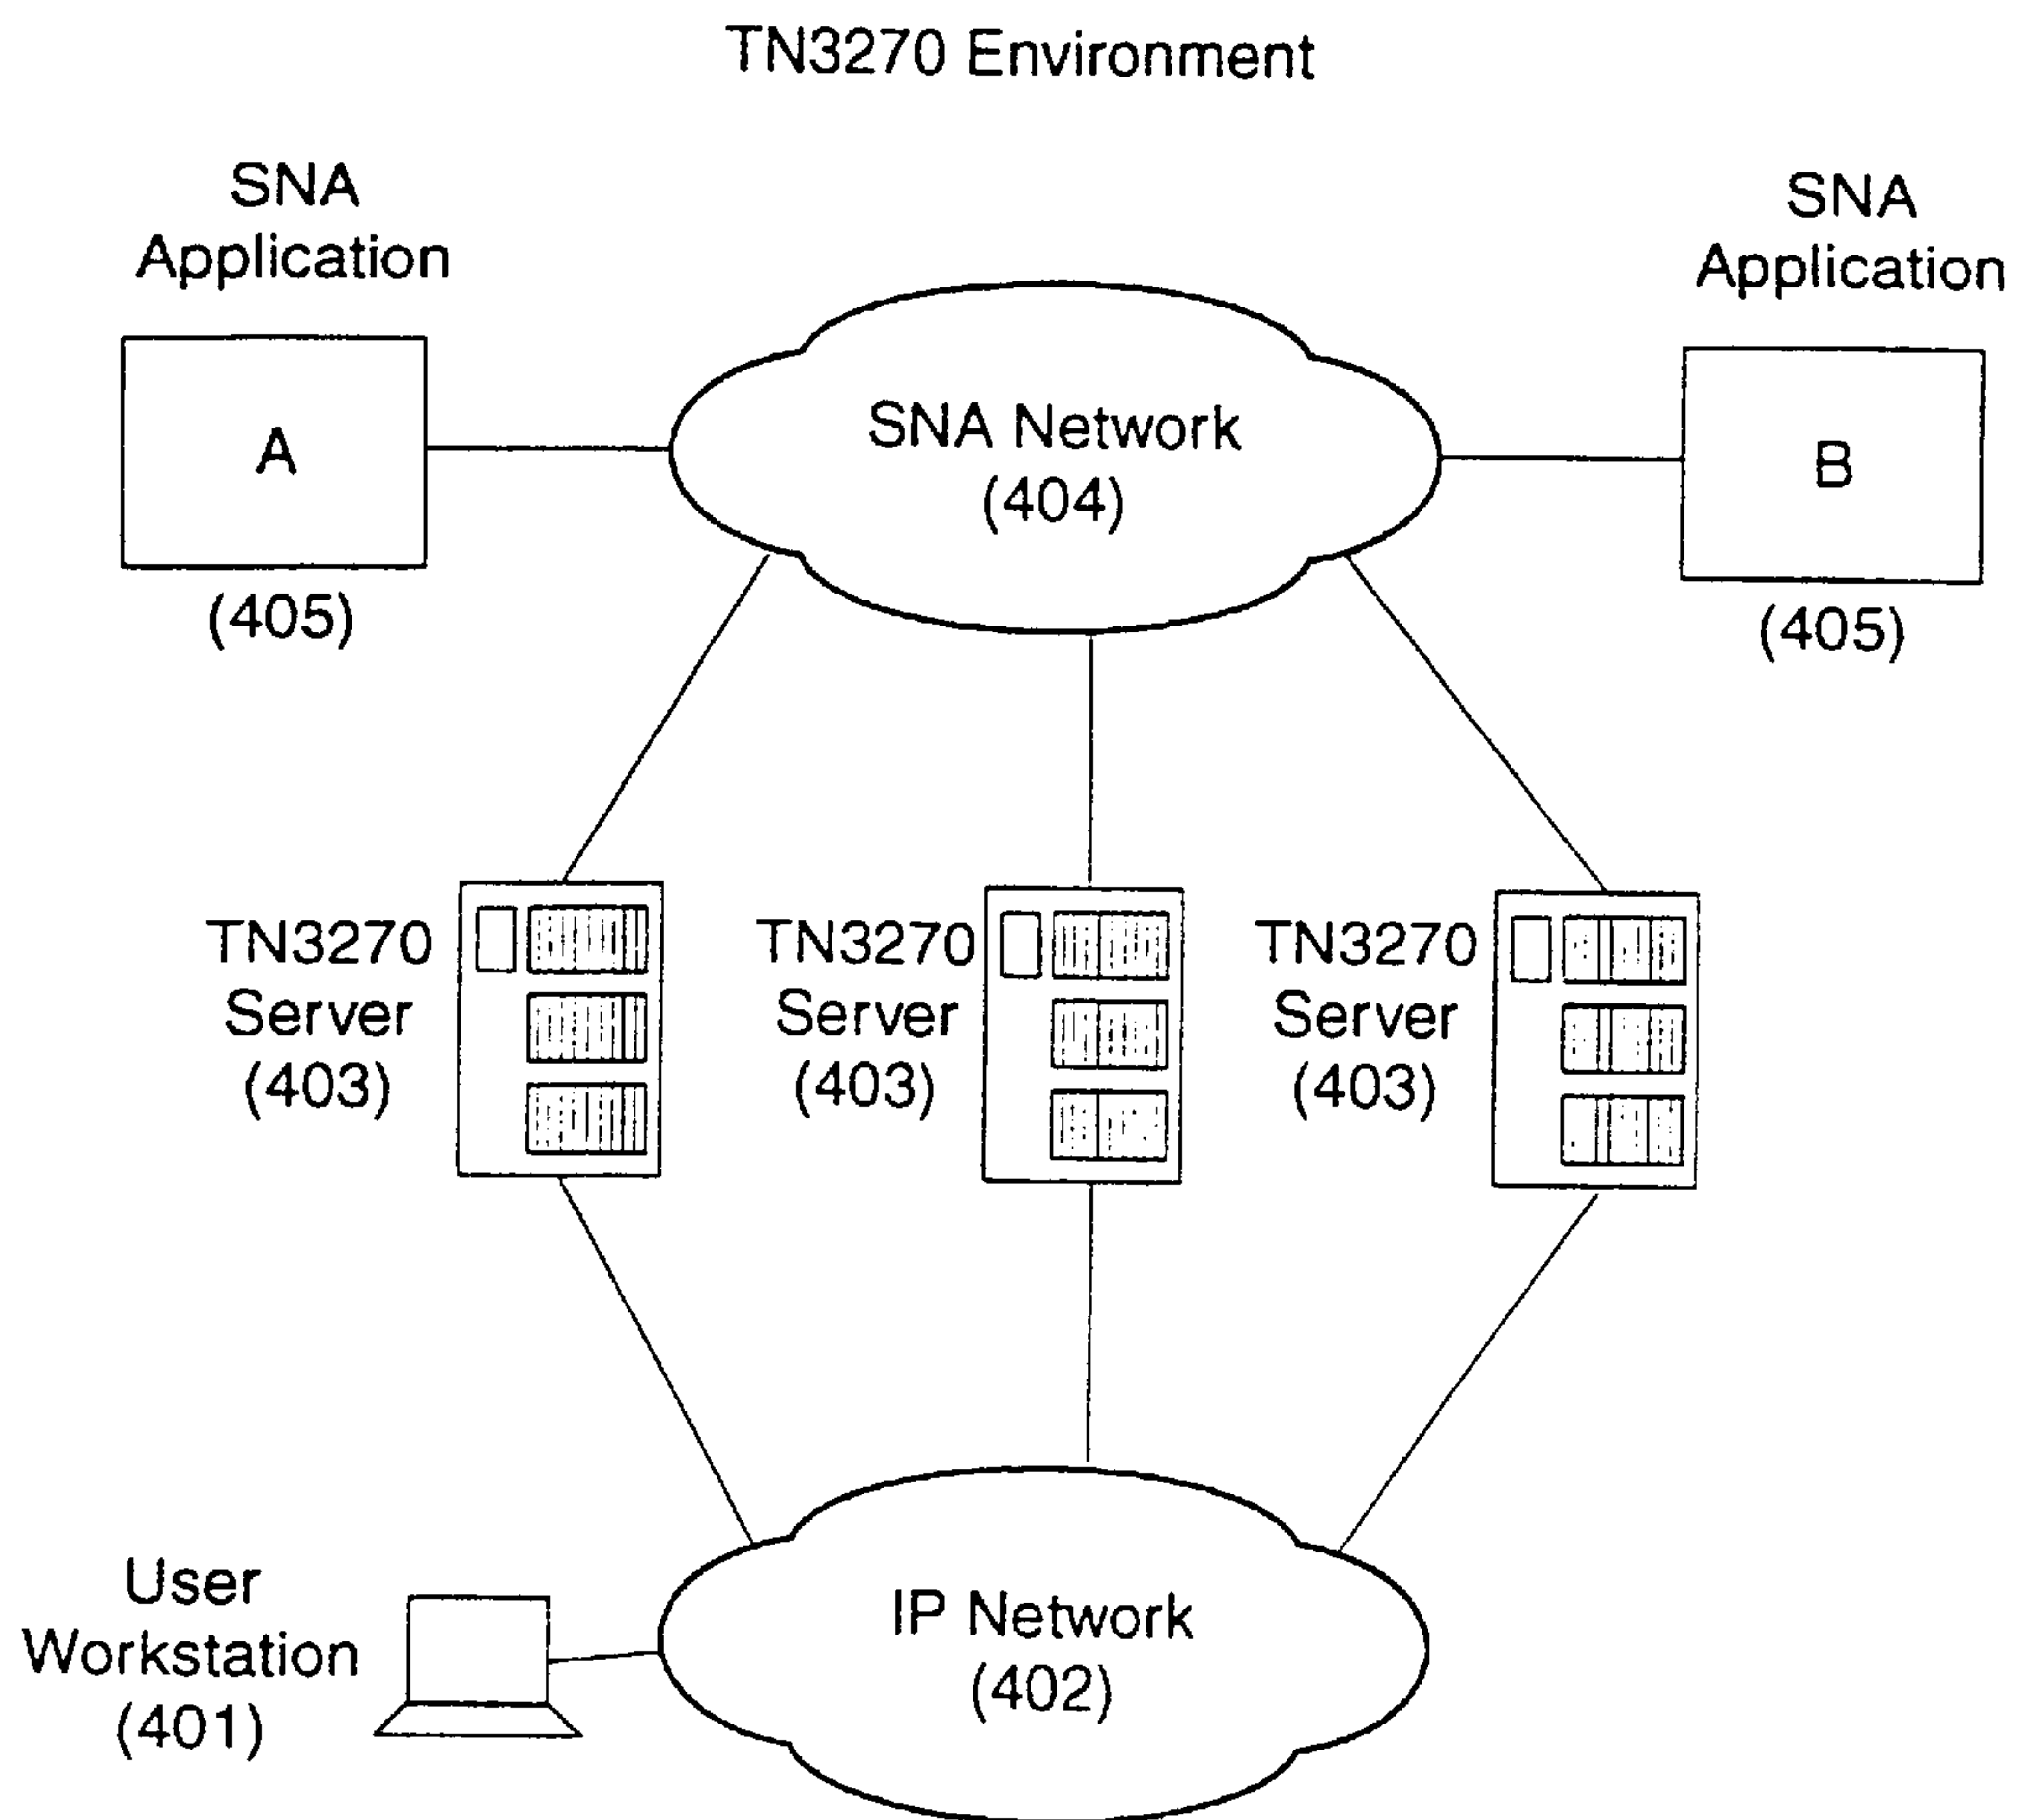 TN3270 Environment
SNA
Application
A
(405)
SNA Network
(404)
SNA
Application
B
(405)
TN3270
Server
(403)
TN3270
Server
(403)
TN3270
Server
(403)
User
Workstation
(401)
IP Network
(402)